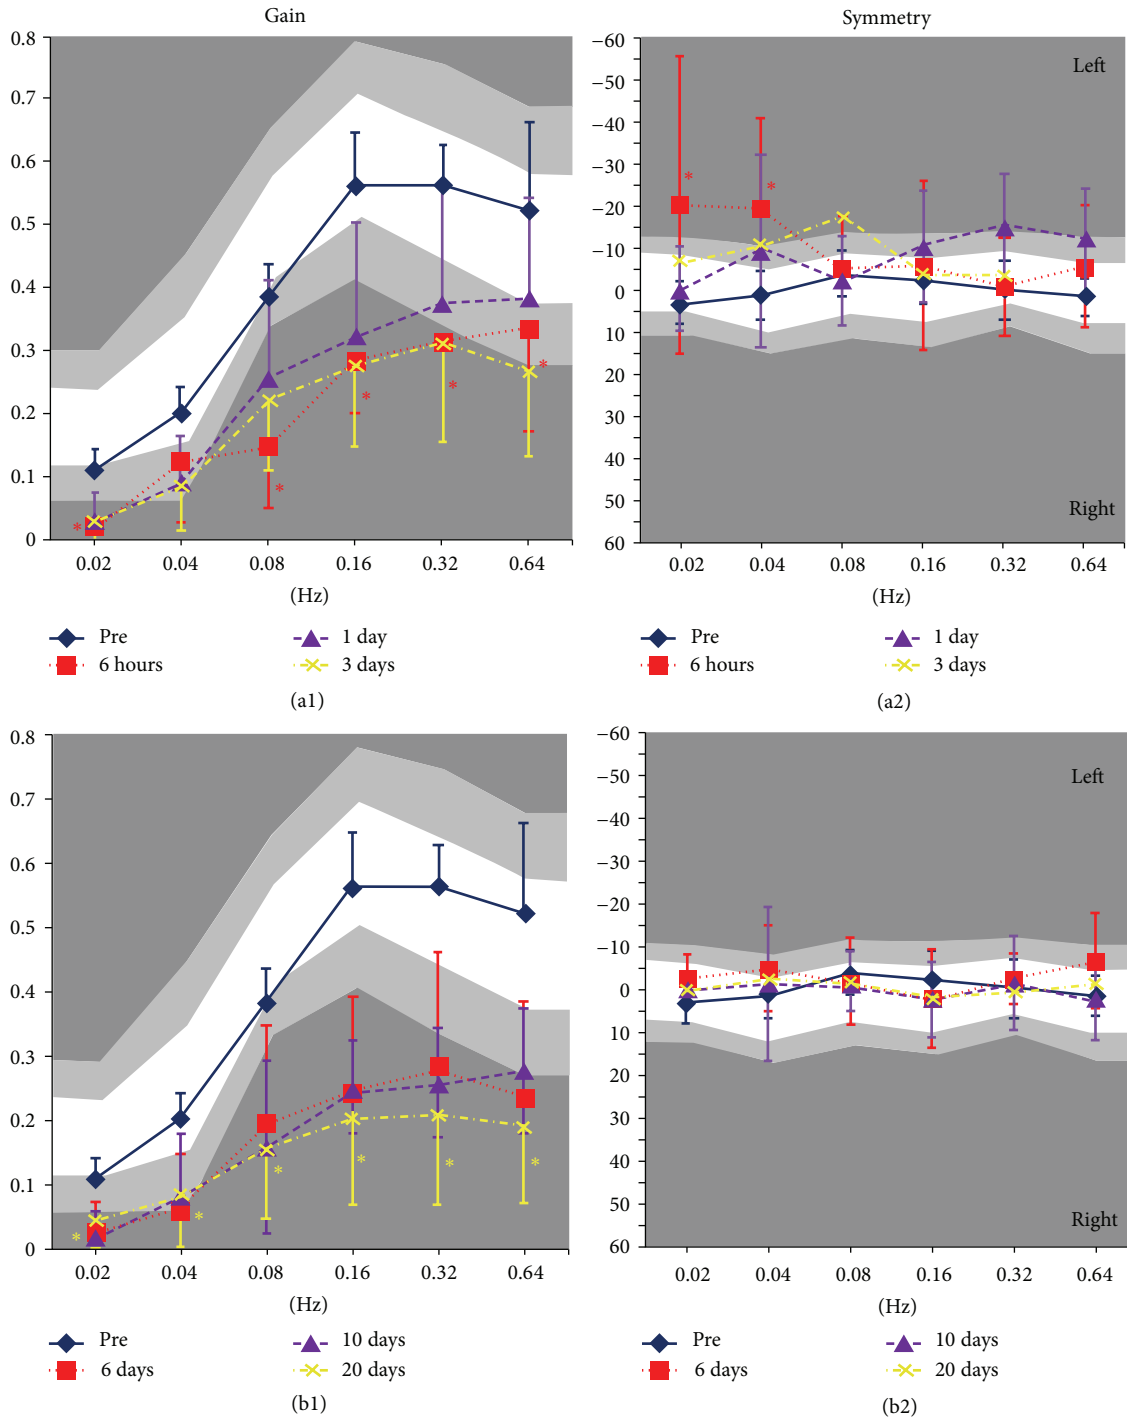 Gain
0.8
0.7
0.6
0.5
0.4
0.3
0.2
0.1
0
* * * * *
0.02 0.04 0.08 0.16 0.32 0.64
(Hz)
Pre
6 hours
1 day
3 days
(a1)
Symmetry
−60
−50
−40
−30
−20
−10
0
10
20
30
40
50
60
Left
* *
Right
0.02 0.04 0.08 0.16 0.32 0.64
(Hz)
Pre
6 hours
1 day
3 days
(a2)
0.8
0.7
0.6
0.5
0.4
0.3
0.2
0.1
0
* * * * * *
0.02 0.04 0.08 0.16 0.32 0.64
(Hz)
Pre
6 days
10 days
20 days
(b1)
−60
−50
−40
−30
−20
−10
0
10
20
30
40
50
60
Left
Right
0.02 0.04 0.08 0.16 0.32 0.64
(Hz)
Pre
6 days
10 days
20 days
(b2)